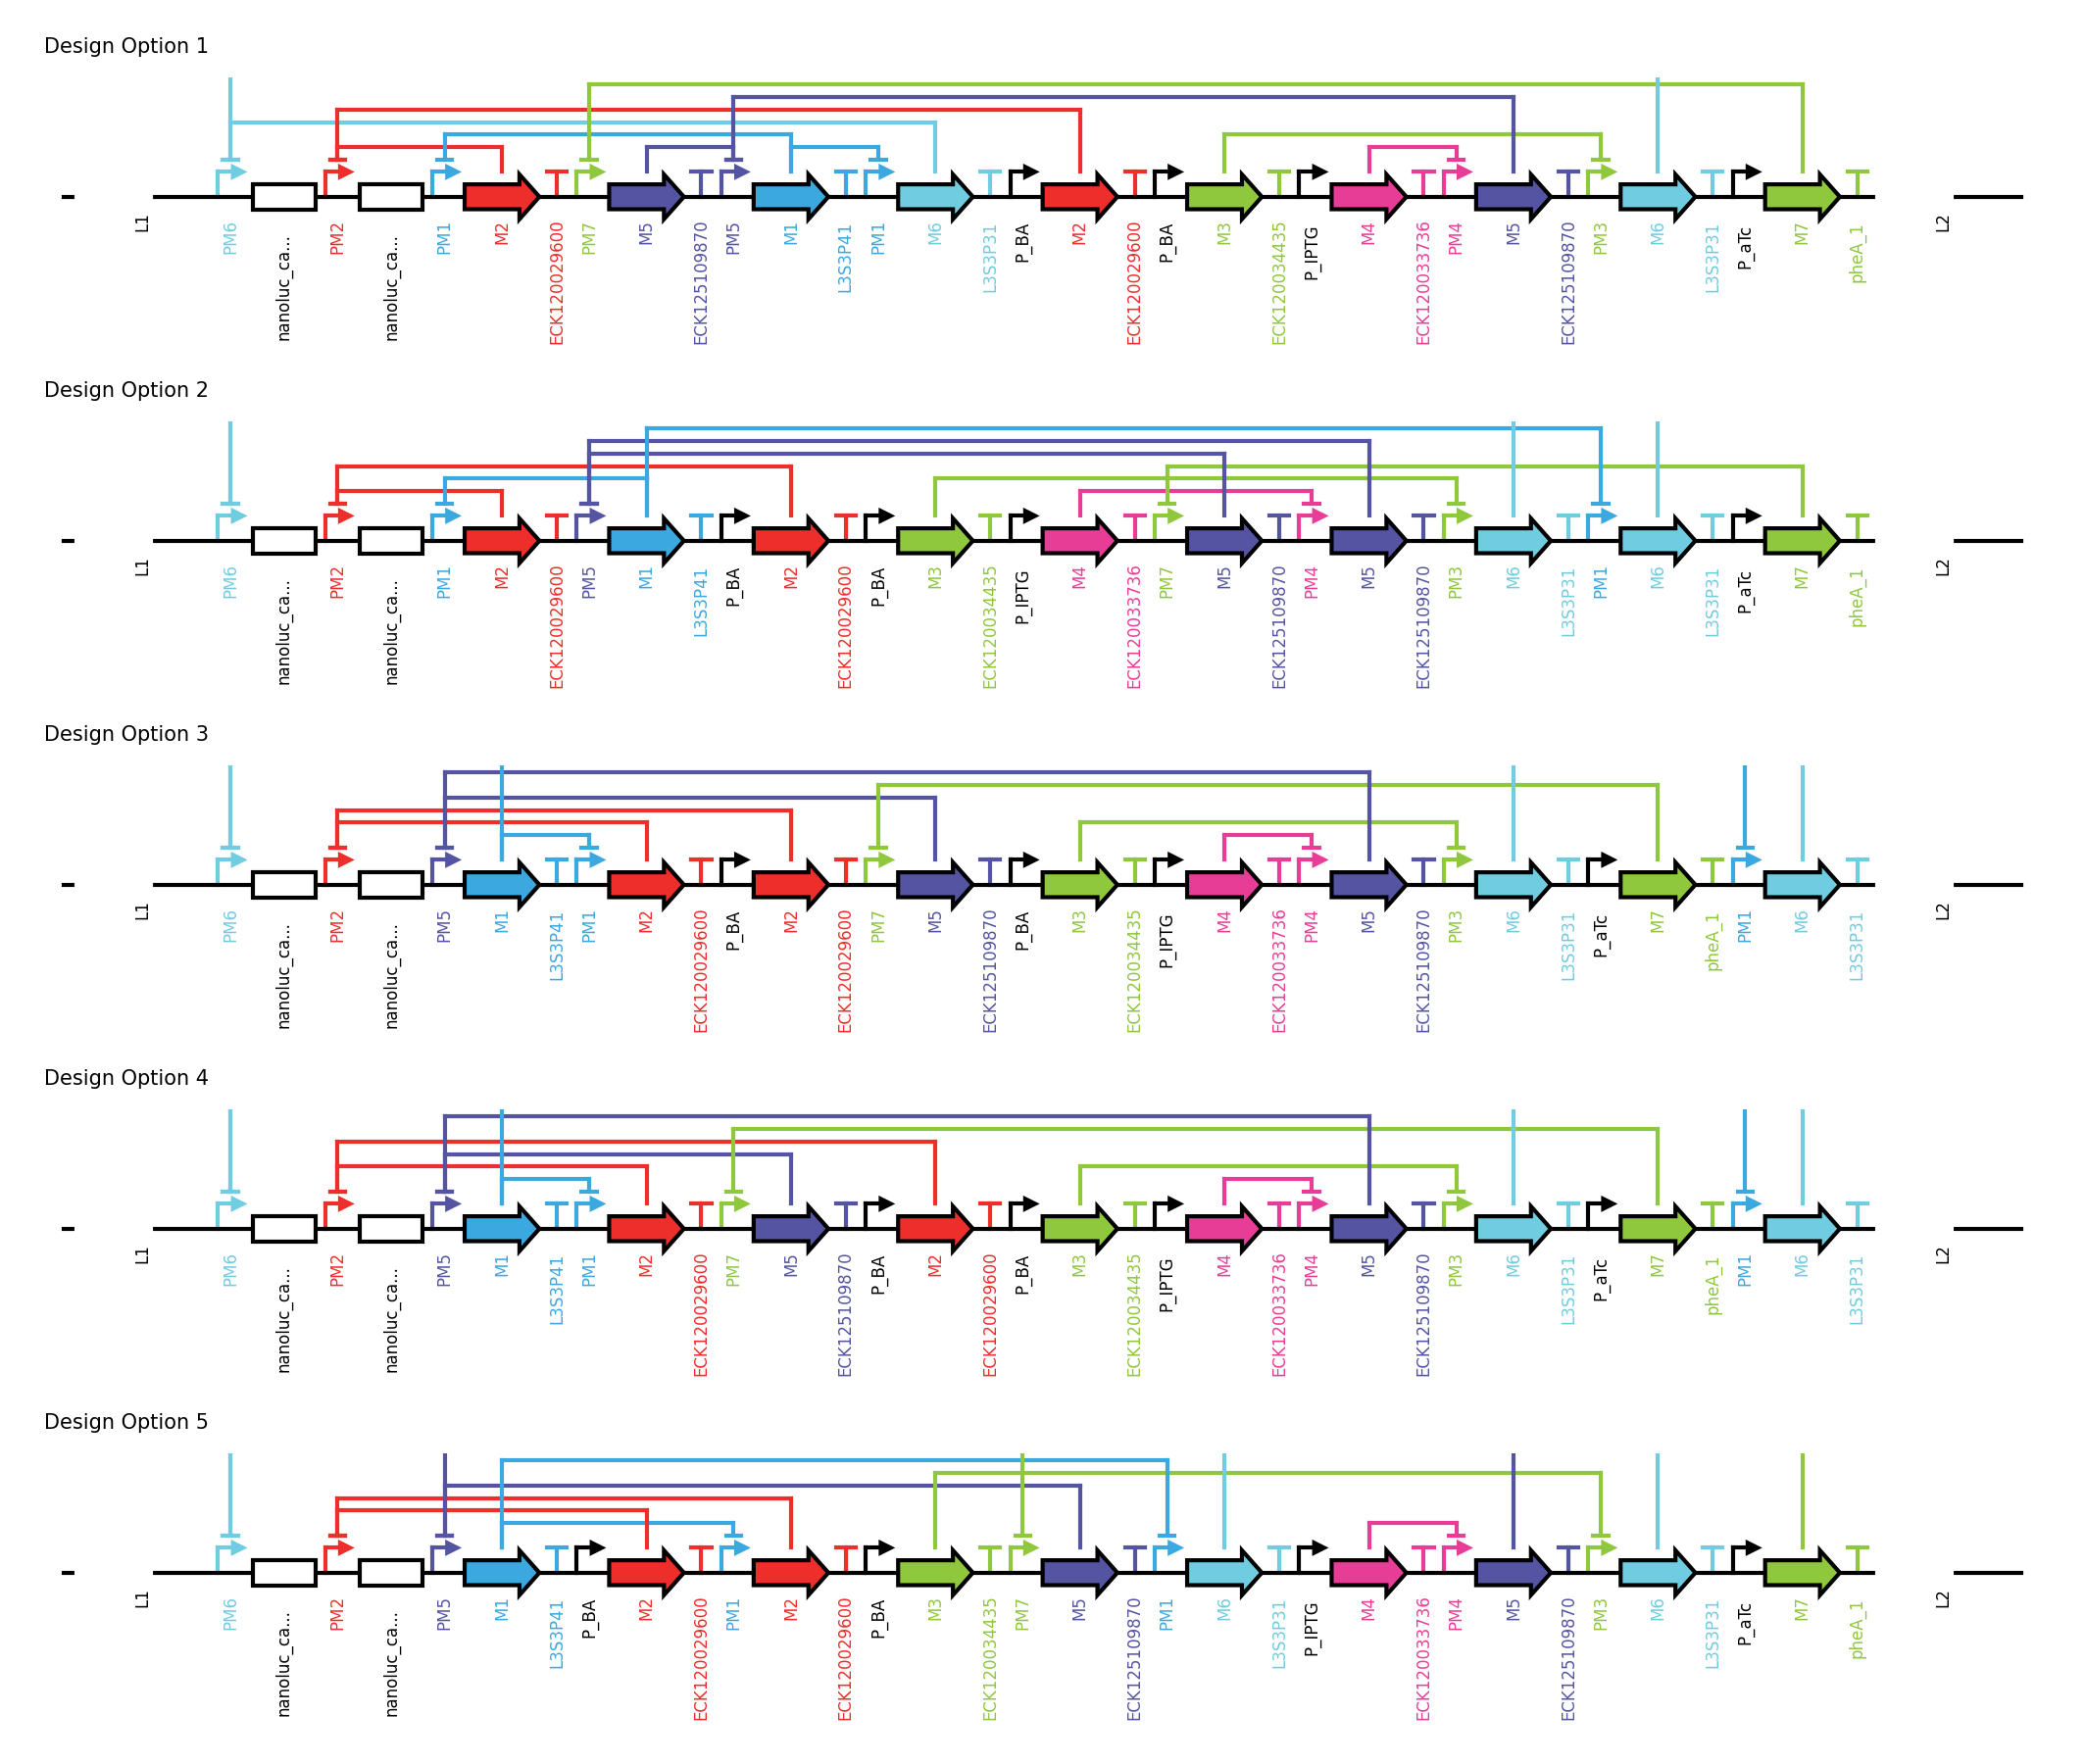 Design Option 1
L1
PM6
nanoluc_ca...
PM2
nanoluc_ca...
PM1
M2
ECK120029600
PM7
M5
ECK125109870
PM5
M1
L3S3P41
PM1
M6
L3S3P31
P_BA
M2
ECK120029600
P_BA
M3
ECK120034435
P_IPTG
M4
ECK120033736
PM4
M5
ECK125109870
PM3
M6
L3S3P31
P_aTc
M7
pheA_1
L2
Design Option 2
L1
PM6
nanoluc_ca...
PM2
nanoluc_ca...
PM1
M2
ECK120029600
PM5
M1
L3S3P41
P_BA
M2
ECK120029600
P_BA
M3
ECK120034435
P_IPTG
M4
ECK120033736
PM7
M5
ECK125109870
PM4
M5
ECK125109870
PM3
M6
L3S3P31
PM1
M6
L3S3P31
P_aTc
M7
pheA_1
L2
Design Option 3
L1
PM6
nanoluc_ca...
PM2
nanoluc_ca...
PM5
M1
L3S3P41
PM1
M2
ECK120029600
P_BA
M2
ECK120029600
PM7
M5
ECK125109870
P_BA
M3
ECK120034435
P_IPTG
M4
ECK120033736
PM4
M5
ECK125109870
PM3
M6
L3S3P31
P_aTc
M7
pheA_1
PM1
M6
L3S3P31
L2
Design Option 4
L1
PM6
nanoluc_ca...
PM2
nanoluc_ca...
PM5
M1
L3S3P41
PM1
M2
ECK120029600
PM7
M5
ECK125109870
P_BA
M2
ECK120029600
P_BA
M3
ECK120034435
P_IPTG
M4
ECK120033736
PM4
M5
ECK125109870
PM3
M6
L3S3P31
P_aTc
M7
pheA_1
PM1
M6
L3S3P31
L2
Design Option 5
L1
PM6
nanoluc_ca...
PM2
nanoluc_ca...
PM5
M1
L3S3P41
P_BA
M2
ECK120029600
PM1
M2
ECK120029600
P_BA
M3
ECK120034435
PM7
M5
ECK125109870
PM1
M6
L3S3P31
P_IPTG
M4
ECK120033736
PM4
M5
ECK125109870
PM3
M6
L3S3P31
P_aTc
M7
pheA_1
L2